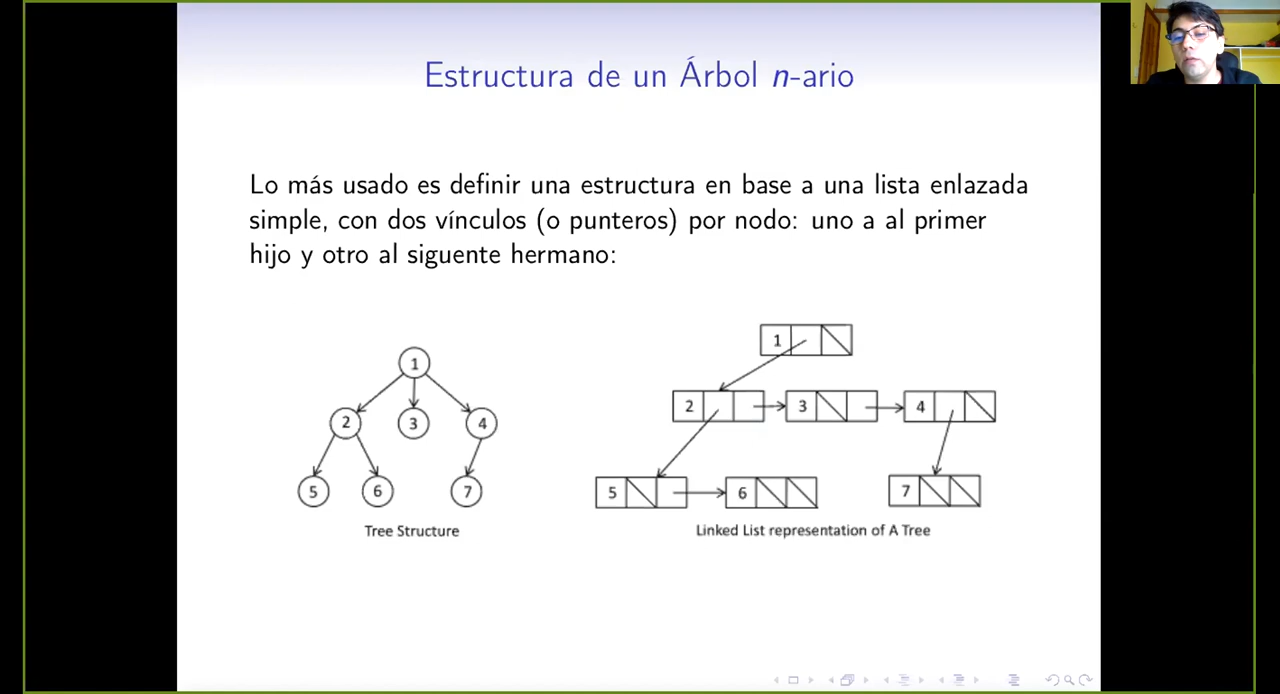 Estructura de un Árbol n-ario
Lo más usado es definir una estructura en base a una lista enlazada
simple, con dos vínculos (o punteros) por nodo: uno a al primer
hijo y otro al siguente hermano:
1
2 3 4
5 6 7
Tree Structure
1
2 3 4
5 6 7
Linked List representation of A Tree